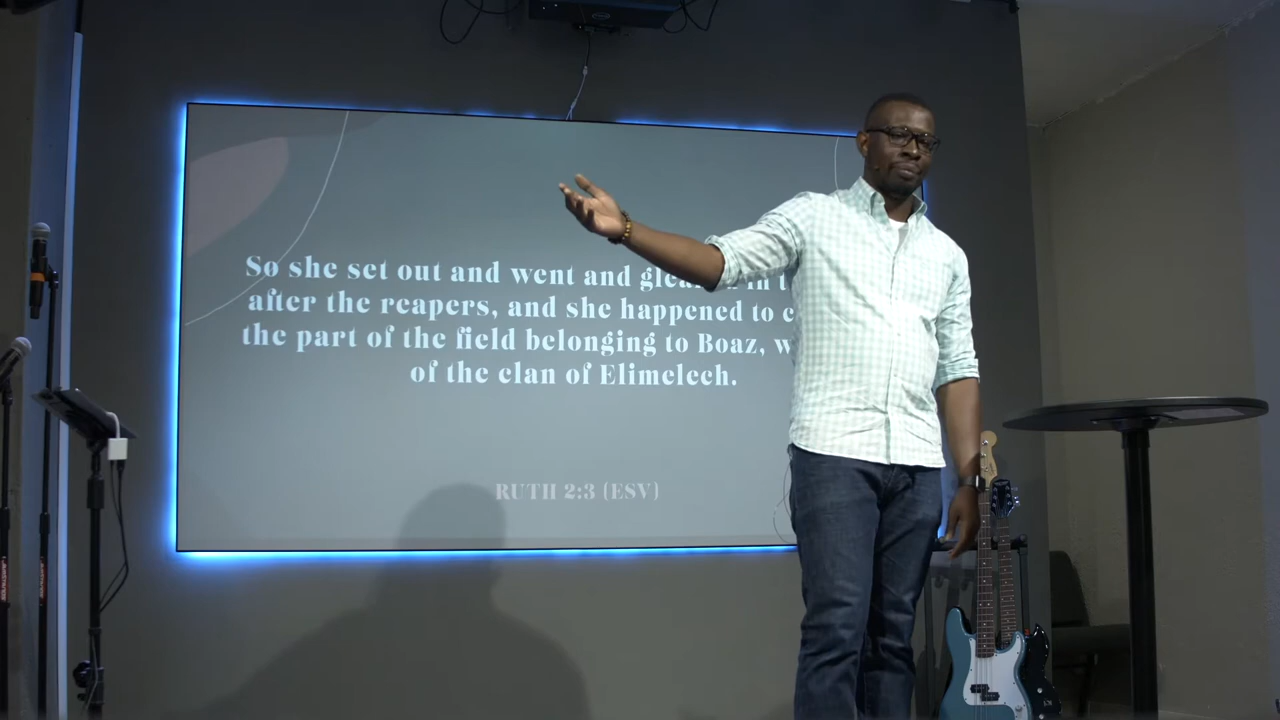 So she set out and went and in
after the reapers, and she happened to
the part of the field belonging to Boaz,
of the clan of Elimelech.
RUTH 2:3 (ESV)